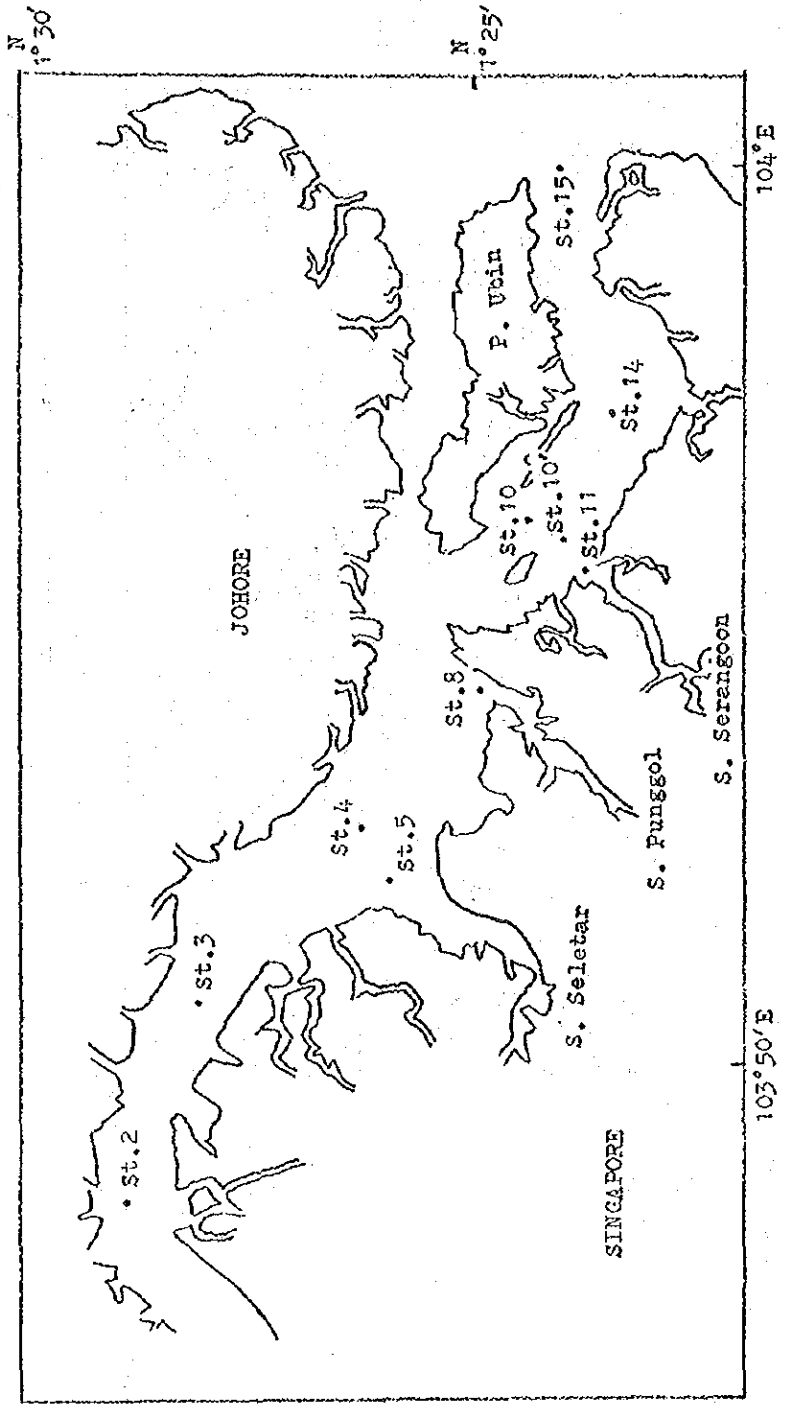 N
1° 30′
N
1° 25′
JOHORE
st.2
st.3
st.4
st.5
st.8
st.10
st.10′
st.11
st.14
st.15
P. Ubin
SINGAPORE
S. Seletar
S. Punggol
S. Serangoon
103° 50′ E
104° E